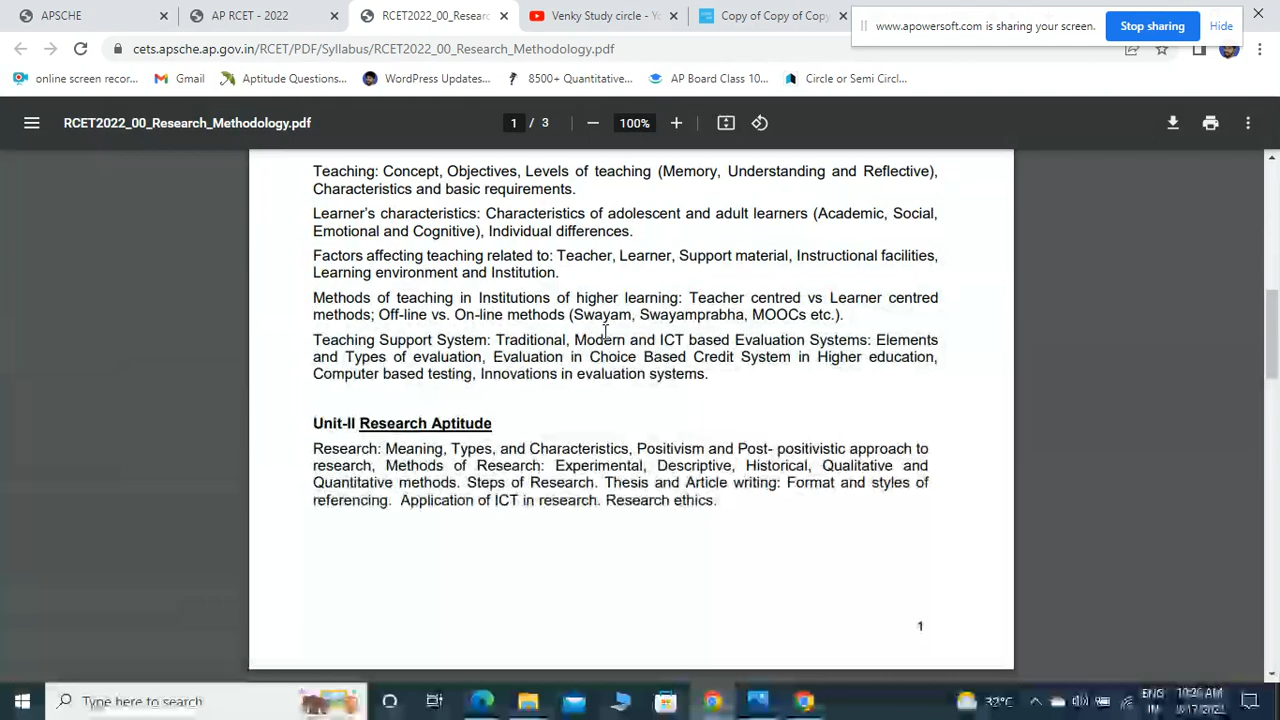 APSCHE
AP RCET - 2022
RCET2022_00_Researc
Venky Study circle - Yo
Copy of Copy of Copy
www.apowersoft.com is sharing your screen.
Stop sharing
Hide
cets.apsche.ap.gov.in/RCET/PDF/Syllabus/RCET2022_00_Research_Methodology.pdf
online screen recor...
Gmail
Aptitude Questions...
WordPress Updates...
8500+ Quantitative...
AP Board Class 10...
Circle or Semi Circl...
RCET2022_00_Research_Methodology.pdf
1 / 3
100%
Teaching: Concept, Objectives, Levels of teaching (Memory, Understanding and Reflective),
Characteristics and basic requirements.
Learner's characteristics: Characteristics of adolescent and adult learners (Academic, Social,
Emotional and Cognitive), Individual differences.
Factors affecting teaching related to: Teacher, Learner, Support material, Instructional facilities,
Learning environment and Institution.
Methods of teaching in Institutions of higher learning: Teacher centred vs Learner centred
methods; Off-line vs. On-line methods (Swayam, Swayamprabha, MOOCs etc.).
Teaching Support System: Traditional, Modern and ICT based Evaluation Systems: Elements
and Types of evaluation, Evaluation in Choice Based Credit System in Higher education,
Computer based testing, Innovations in evaluation systems.
Unit-II Research Aptitude
Research: Meaning, Types, and Characteristics, Positivism and Post- positivistic approach to
research, Methods of Research: Experimental, Descriptive, Historical, Qualitative and
Quantitative methods. Steps of Research. Thesis and Article writing: Format and styles of
referencing. Application of ICT in research. Research ethics.
1
Type here to search
32°C
ENG
IN
AM